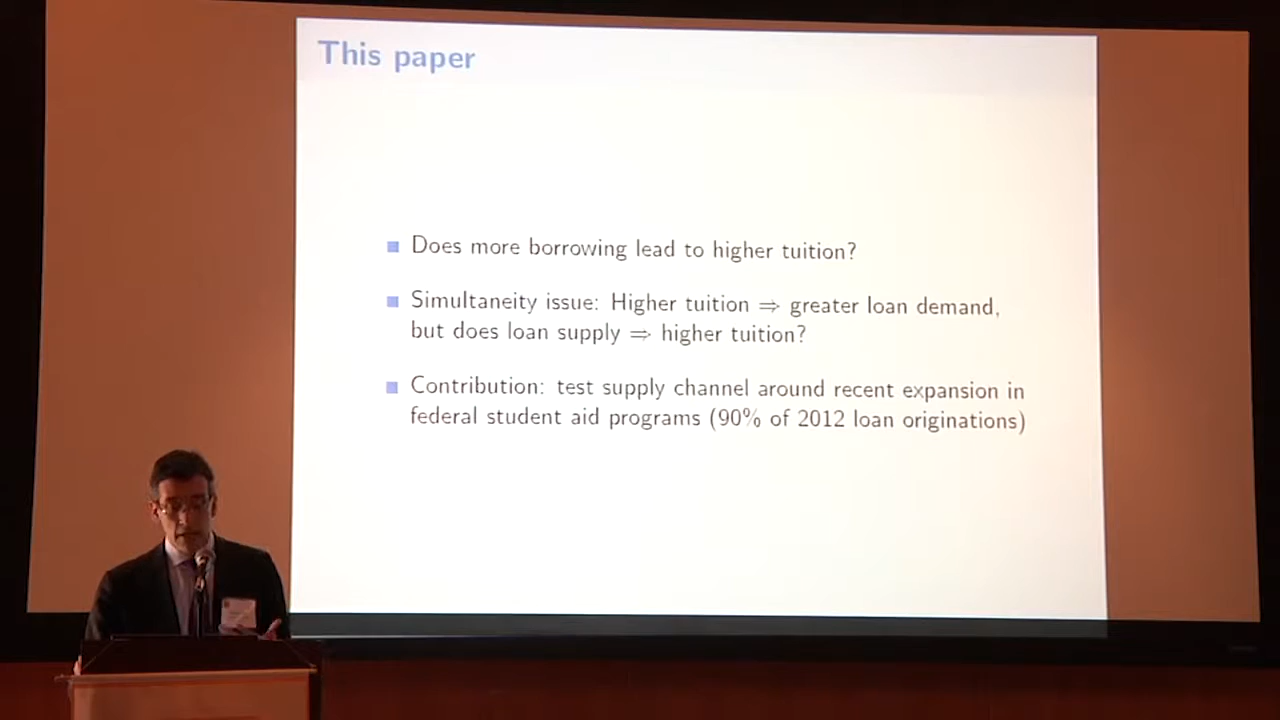 This paper
Does more borrowing lead to higher tuition?
Simultaneity issue: Higher tuition ⇒ greater loan demand,
but does loan supply ⇒ higher tuition?
Contribution: test supply channel around recent expansion in
federal student aid programs (90% of 2012 loan originations)